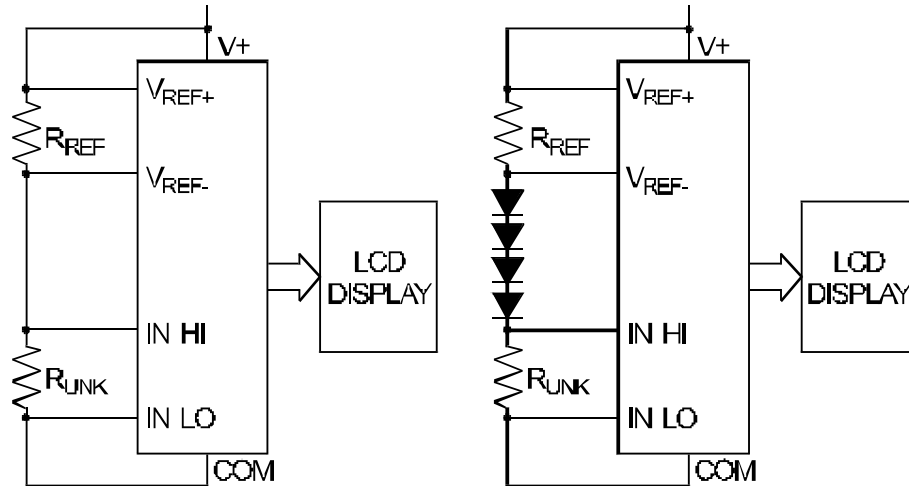 V+
VREF+
RREF
VREF-
LCD
DISPLAY
IN HI
RUNK
IN LO
COM
V+
VREF+
RREF
VREF-
LCD
DISPLAY
IN HI
RUNK
IN LO
COM